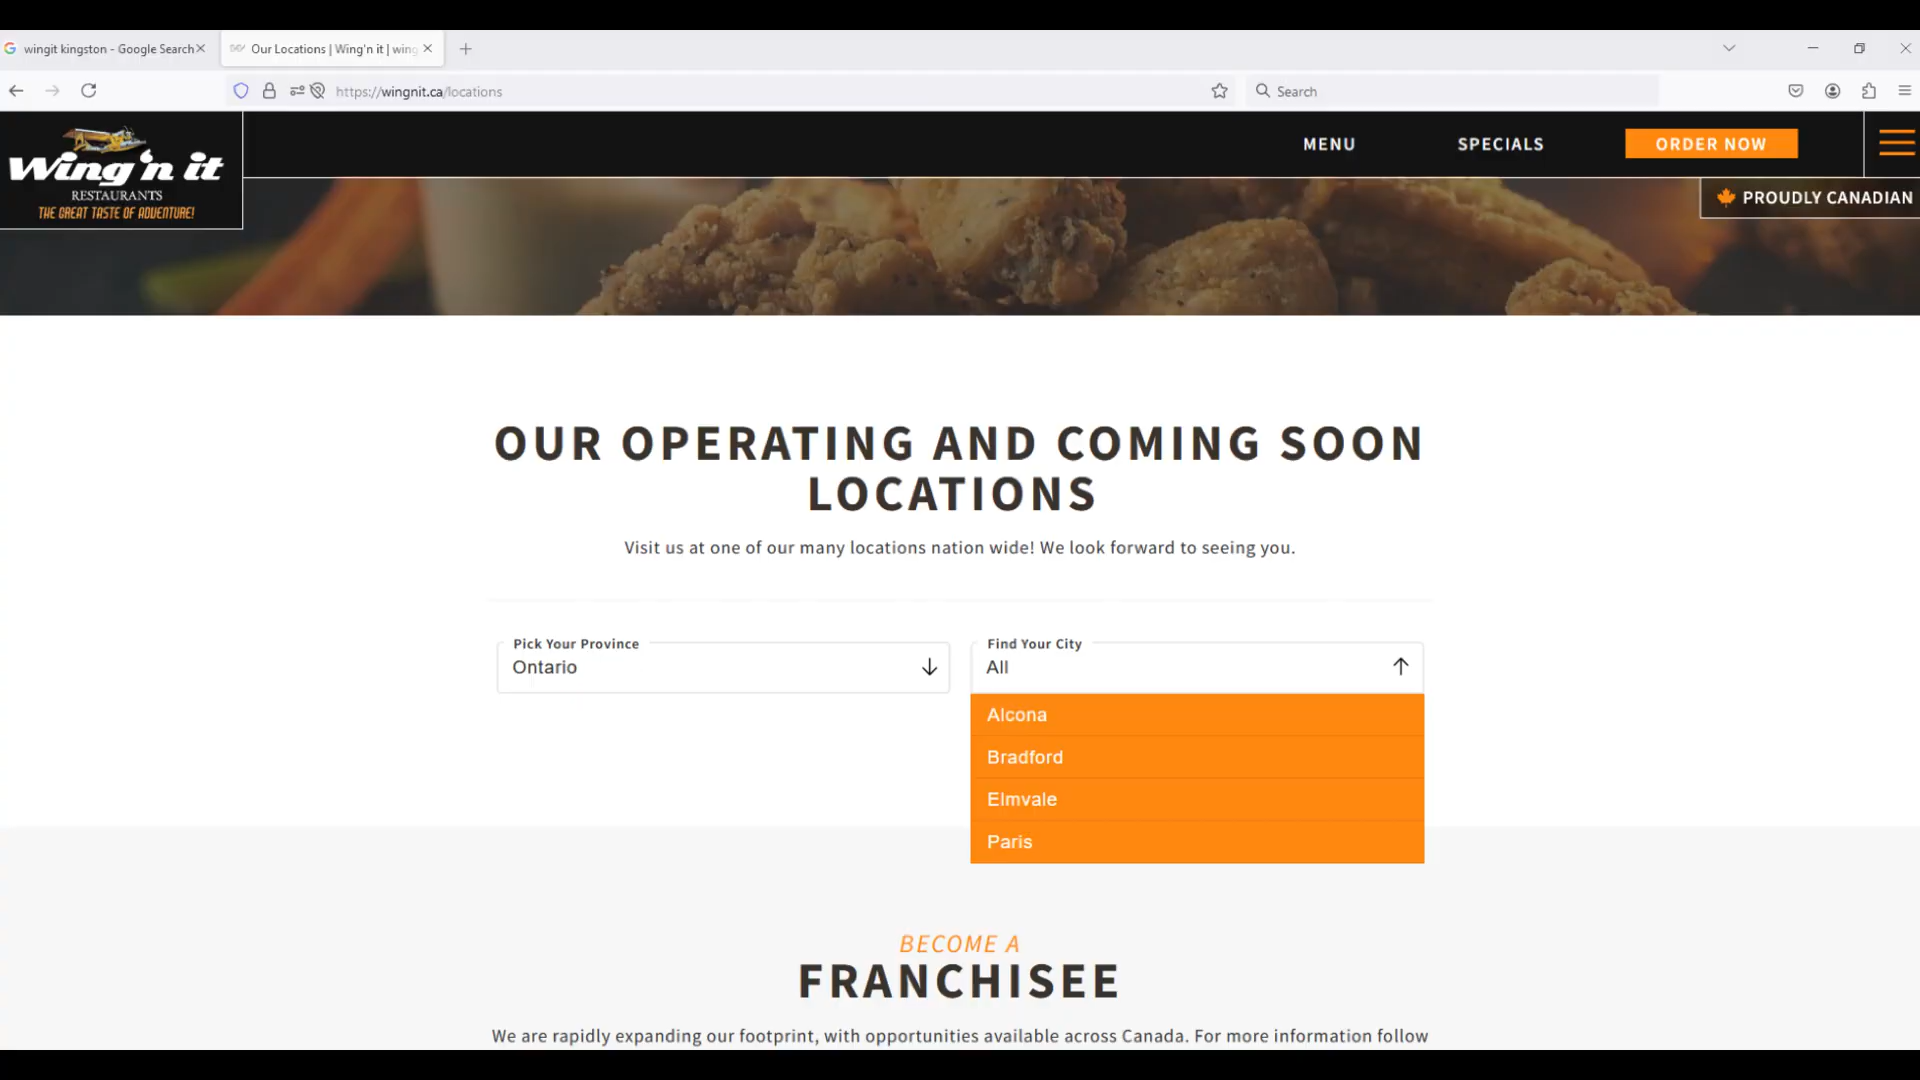 wingit kingston - Google Search
Our Locations | Wing'n it | wing
https://wingnit.ca/locations
Search
Wing'n it
RESTAURANTS
THE GREAT TASTE OF ADVENTURE!
MENU
SPECIALS
ORDER NOW
PROUDLY CANADIAN
OUR OPERATING AND COMING SOON
LOCATIONS
Visit us at one of our many locations nation wide! We look forward to seeing you.
Pick Your Province
Ontario
Find Your City
All
Alcona
Bradford
Elmvale
Paris
BECOME A
FRANCHISEE
We are rapidly expanding our footprint, with opportunities available across Canada. For more information follow